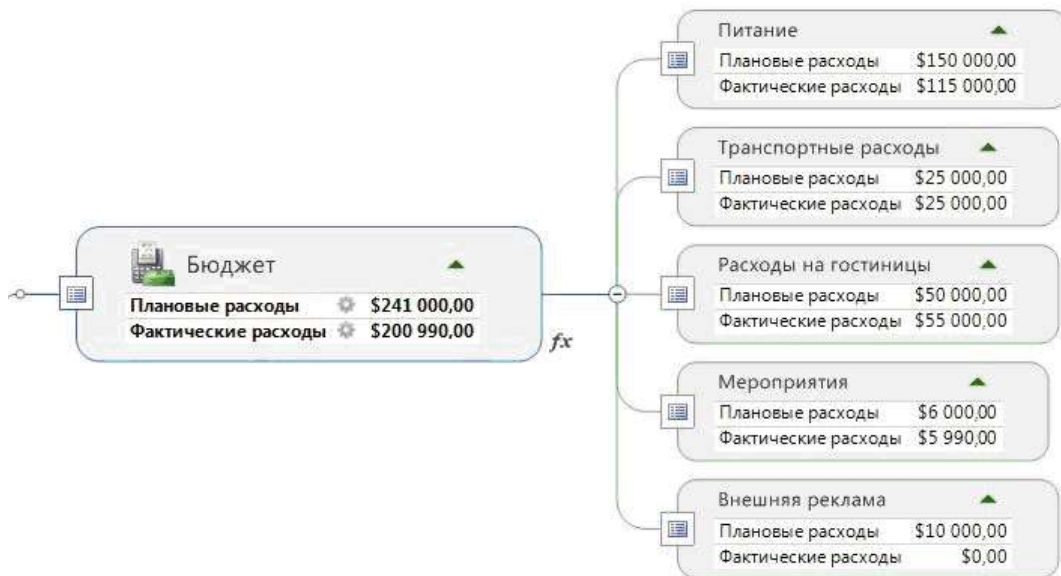 Питание
Плановые расходы $150 000,00
Фактические расходы $115 000,00
Транспортные расходы
Плановые расходы $25 000,00
Фактические расходы $25 000,00
Бюджет
Плановые расходы $241 000,00
Фактические расходы $200 990,00
fx
Расходы на гостиницы
Плановые расходы $50 000,00
Фактические расходы $55 000,00
Мероприятия
Плановые расходы $6 000,00
Фактические расходы $5 990,00
Внешняя реклама
Плановые расходы $10 000,00
Фактические расходы $0,00